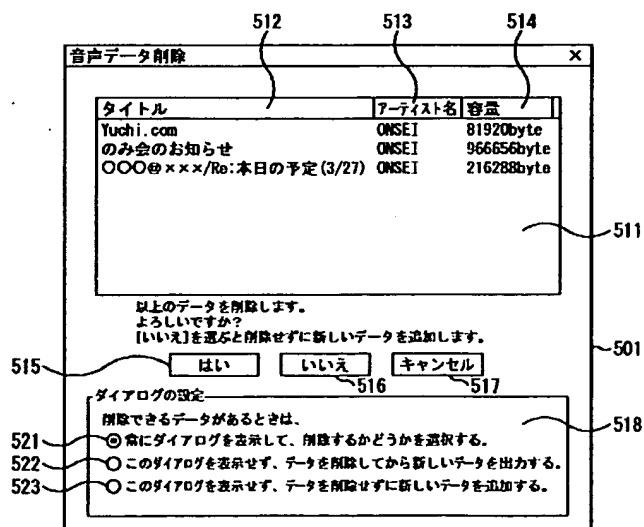 512
513
514
音声データ削除 ×
タイトル アーティスト名 容量
Yuchi.com ONSEI 81920byte
のみ会のお知らせ ONSEI 966656byte
〇〇〇@×××/Re:本日の予定(3/27) ONSEI 216288byte
511
以上のデータを削除します。
よろしいですか?
[いいえ]を選ぶと削除せずに新しいデータを追加します。
501
515 はい いいえ キャンセル
516 517
ダイアログの設定
518
削除できるデータがあるときは、
521 常にダイアログを表示して、削除するかどうかを選択する。
522 このダイアログを表示せず、データを削除してから新しいデータを出力する。
523 このダイアログを表示せず、データを削除せずに新しいデータを追加する。